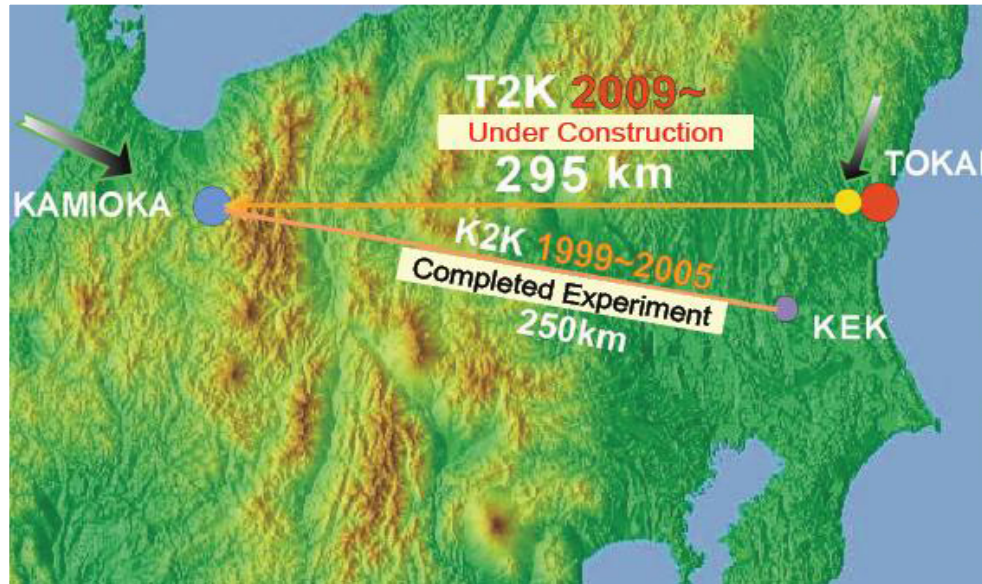 T2K 2009~
Under Construction
295 km
TOKAI
KAMIOKA
K2K 1999~2005
Completed Experiment
250km
KEK